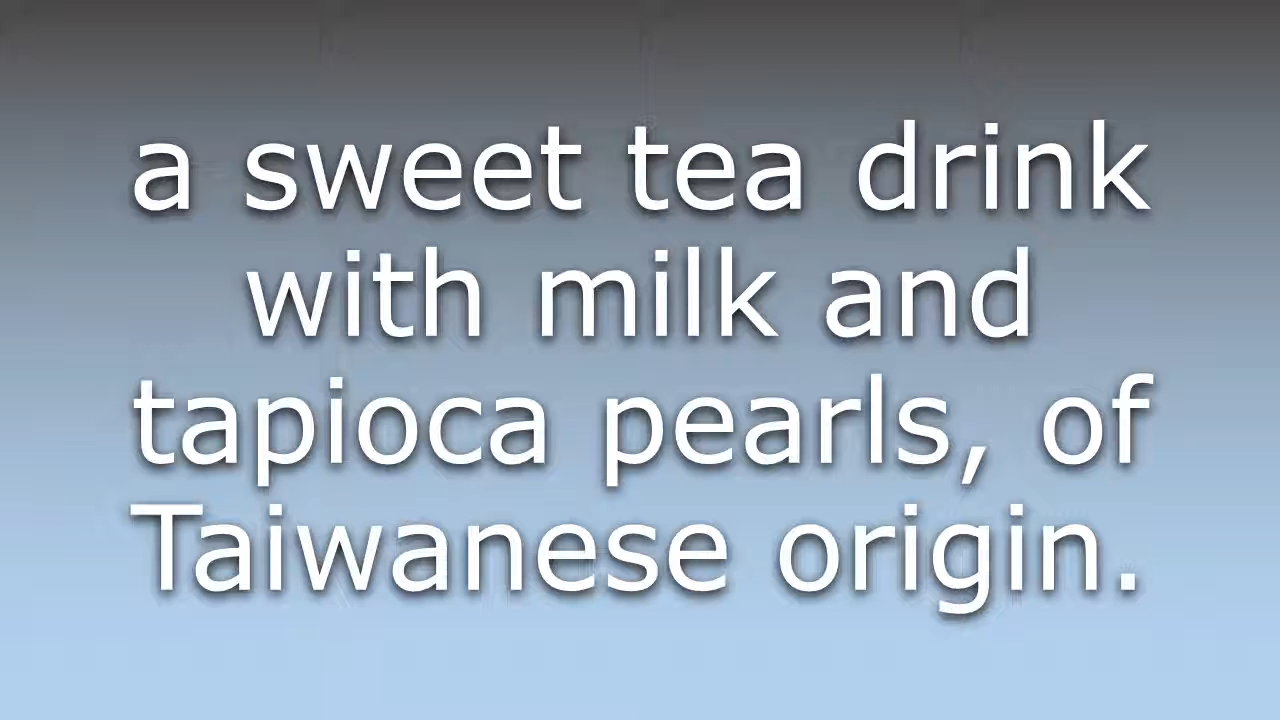 a sweet tea drink
with milk and
tapioca pearls, of
Taiwanese origin.